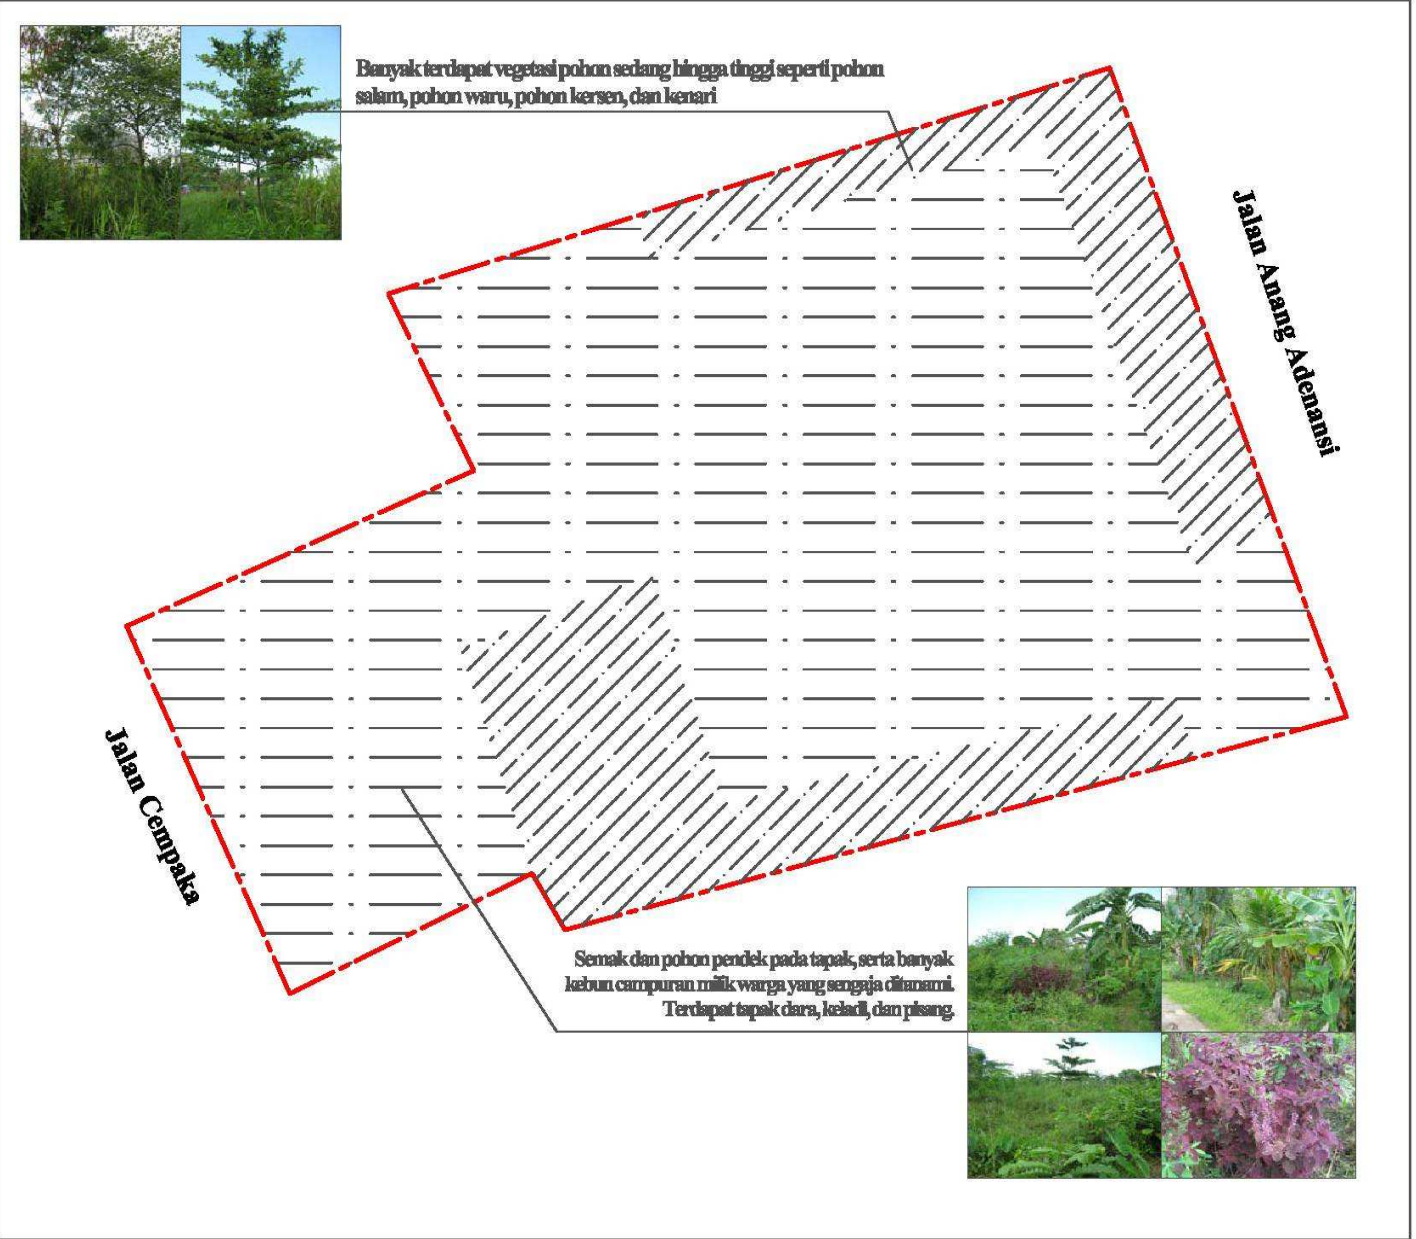 Banyak terdapat vegetasi pohon sedang hingga tinggi seperti pohon
salam, pohon waru, pohon kersen, dan kenari
Jalan Anang Adenansi
Jalan Cempaka
Semak dan pohon pendek pada tapak, serta banyak
kebun campuran milik warga yang sengaja ditanami.
Terdapat tapak dara, keladi, dan pisang.